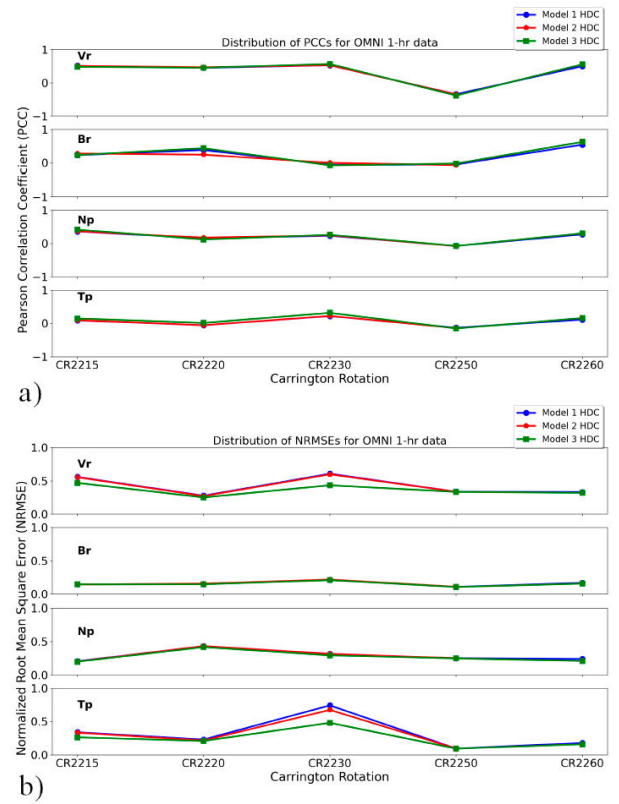 Model 1 HDC
Model 2 HDC
Model 3 HDC
Distribution of PCCs for OMNI 1-hr data
Pearson Correlation Coefficient (PCC)
1
Vr
0
−1
1
Br
0
−1
1
Np
0
−1
1
Tp
0
−1
CR2215 CR2220 CR2230 CR2250 CR2260
Carrington Rotation
a)
Model 1 HDC
Model 2 HDC
Model 3 HDC
Distribution of NRMSEs for OMNI 1-hr data
Normalized Root Mean Square Error (NRMSE)
1.0
Vr
0.5
0.0
1.0
Br
0.5
0.0
1.0
Np
0.5
0.0
1.0
Tp
0.5
0.0
CR2215 CR2220 CR2230 CR2250 CR2260
Carrington Rotation
b)